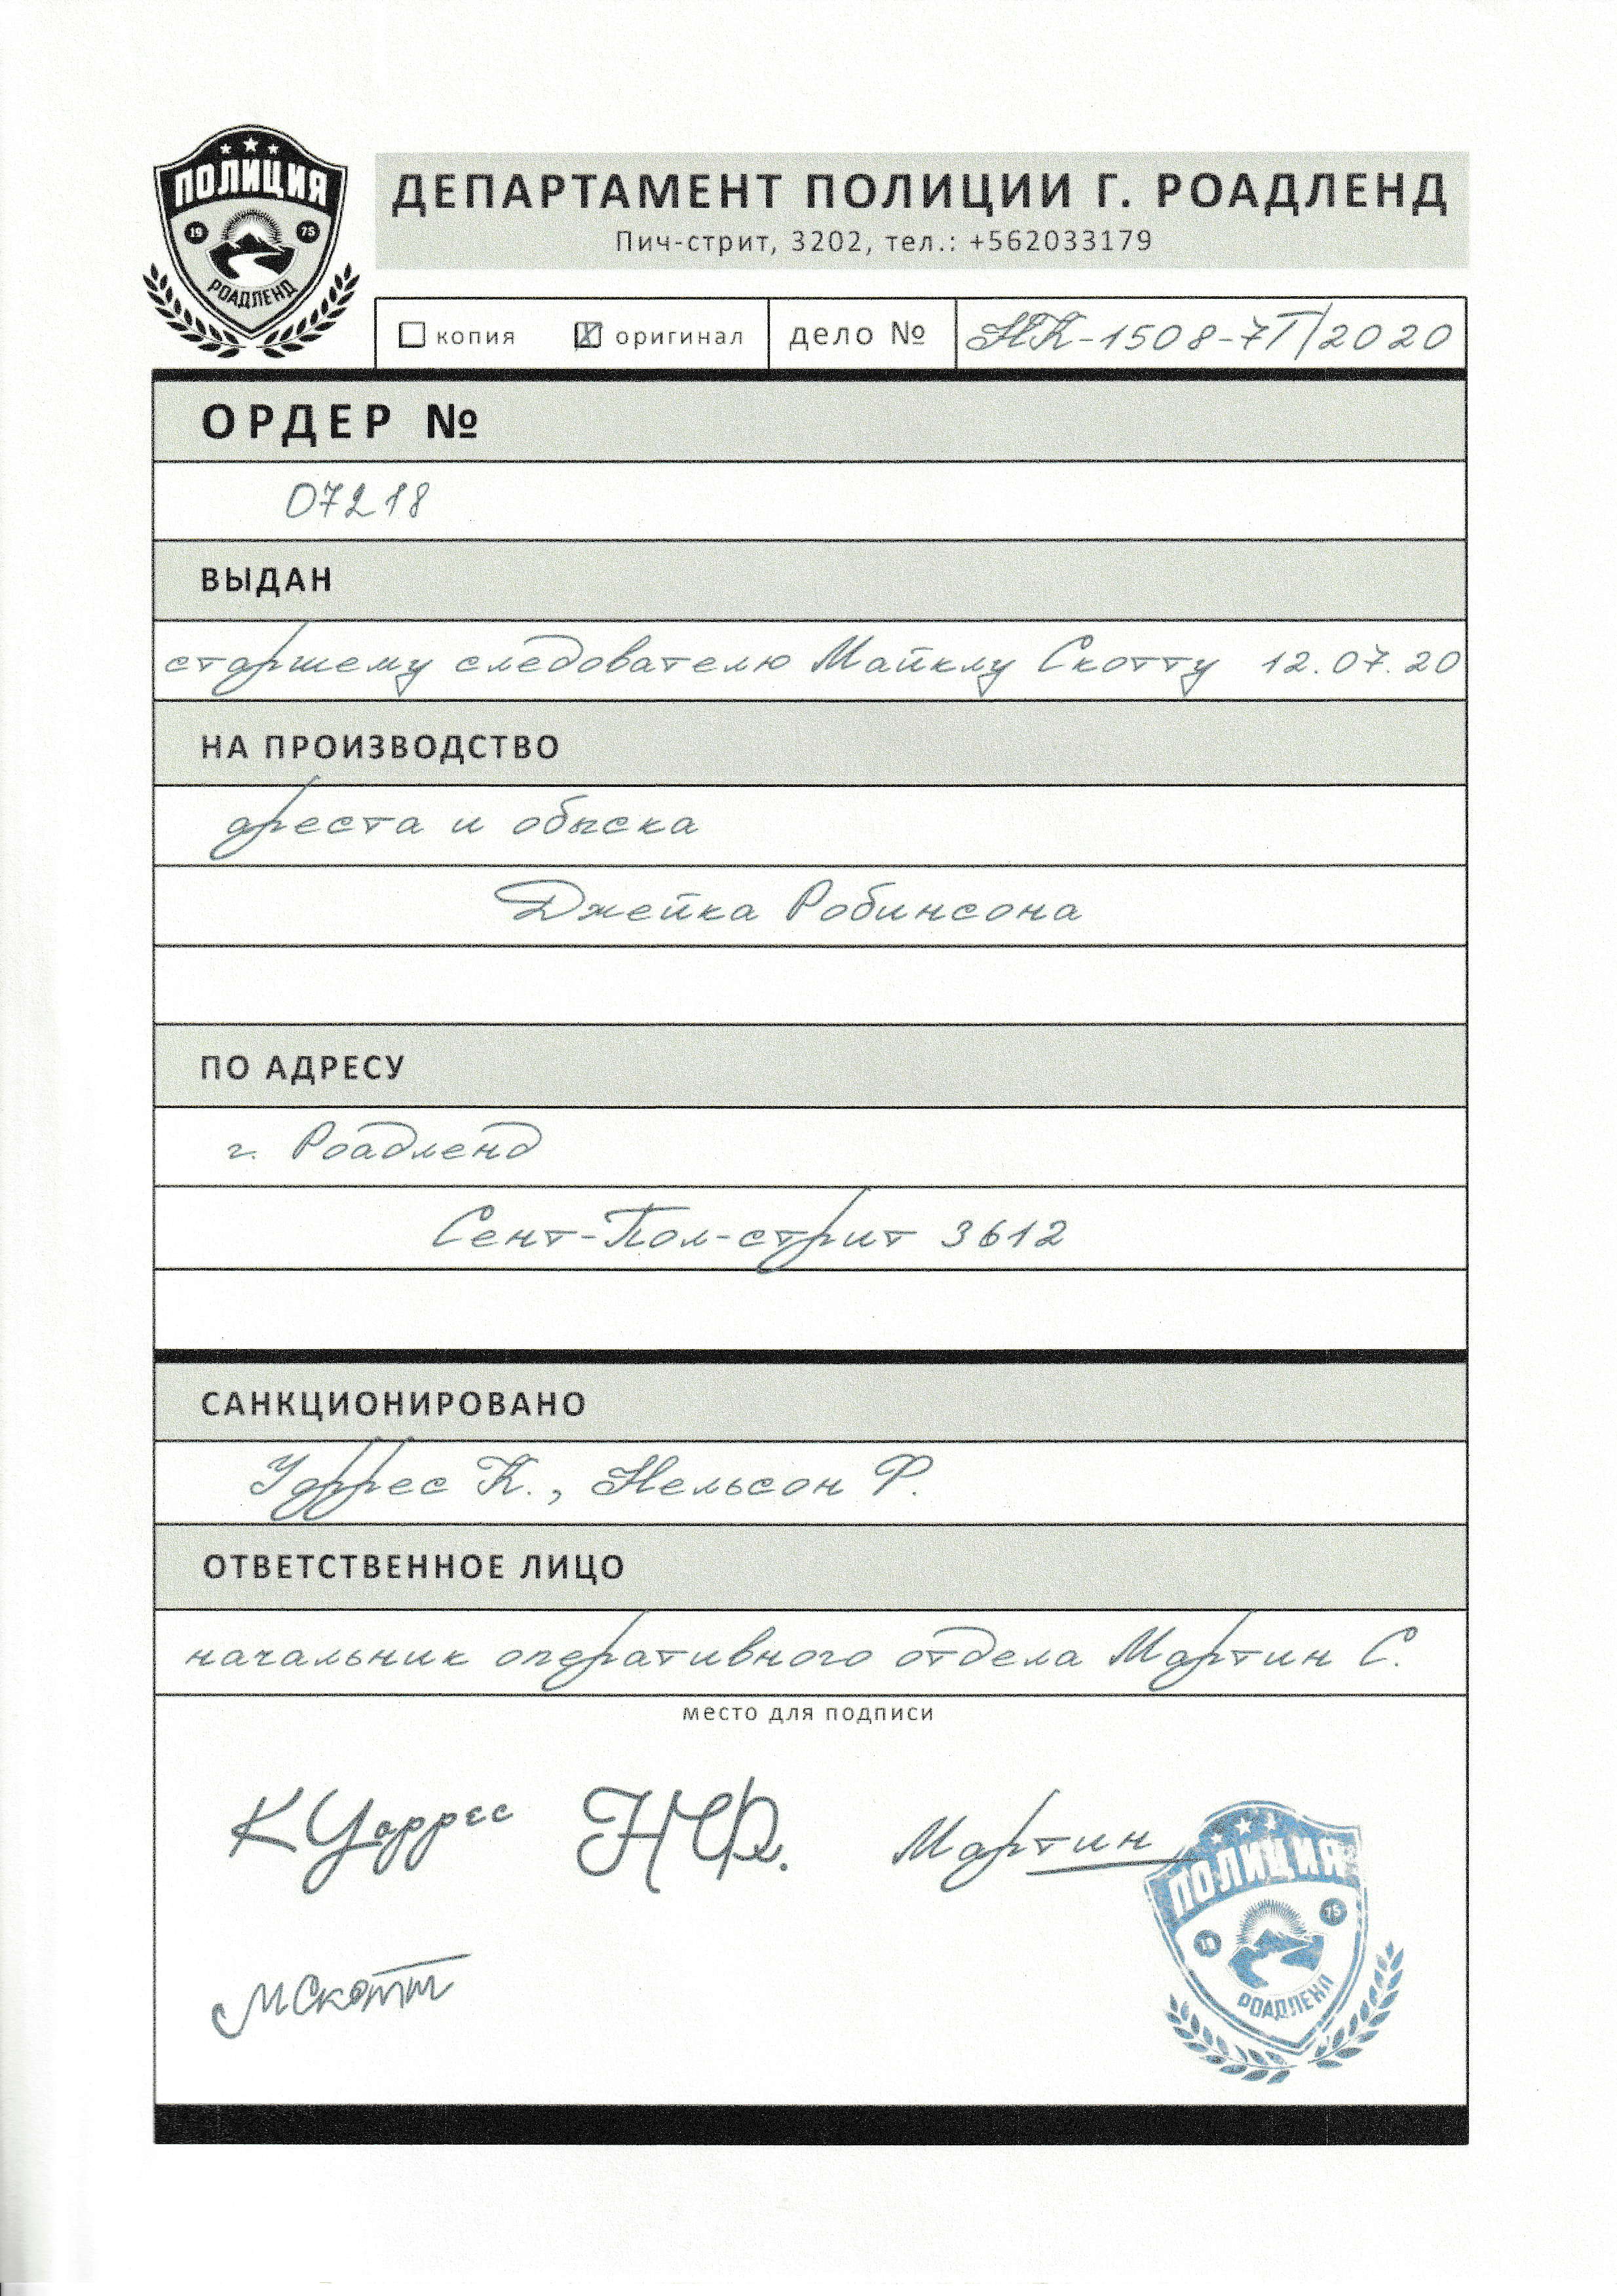 ПОЛИЦИЯ
19 75
РОАДЛЕНД
ДЕПАРТАМЕНТ ПОЛИЦИИ Г. РОАДЛЕНД
Пич-стрит, 3202, тел.: +562033179
копия оригинал дело № НК-1508-7Т/2020
ОРДЕР №
07218
ВЫДАН
старшему следователю Майклу Скотту 12.07.20
НА ПРОИЗВОДСТВО
ареста и обыска
Джейка Робинсона
ПО АДРЕСУ
г. Роадленд
Сент-Пол-стрит 3612
САНКЦИОНИРОВАНО
Уаррес К., Нельсон Ф.
ОТВЕТСТВЕННОЕ ЛИЦО
начальник оперативного отдела Мартин С.
место для подписи
К Уаррес НФ. Мартин
ПОЛИЦИЯ
19 75
РОАДЛЕНД
МСкотт